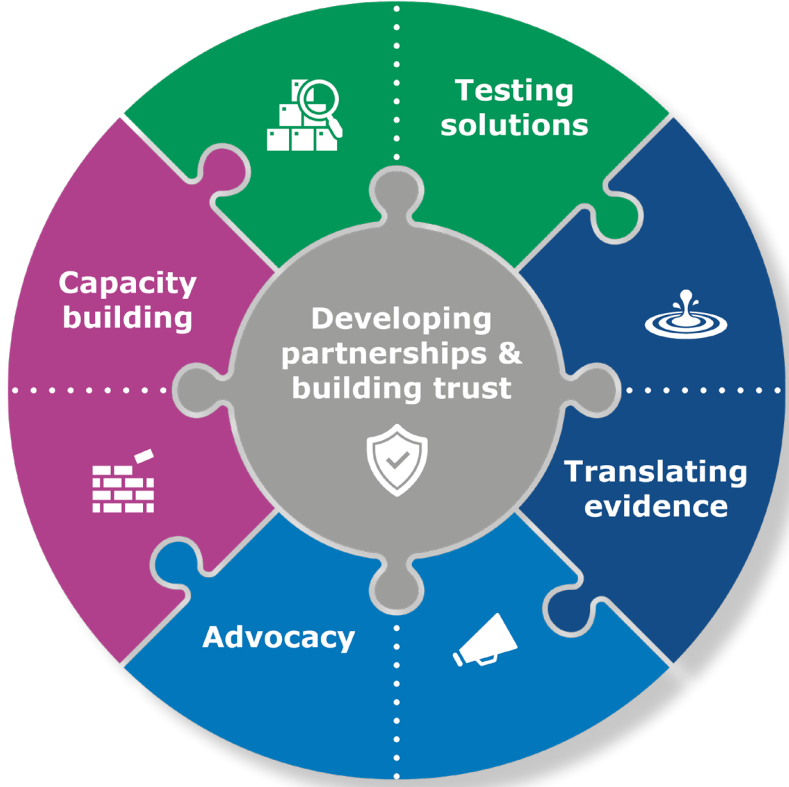 Testing
solutions
Capacity
building
Developing
partnerships &
building trust
Translating
evidence
Advocacy